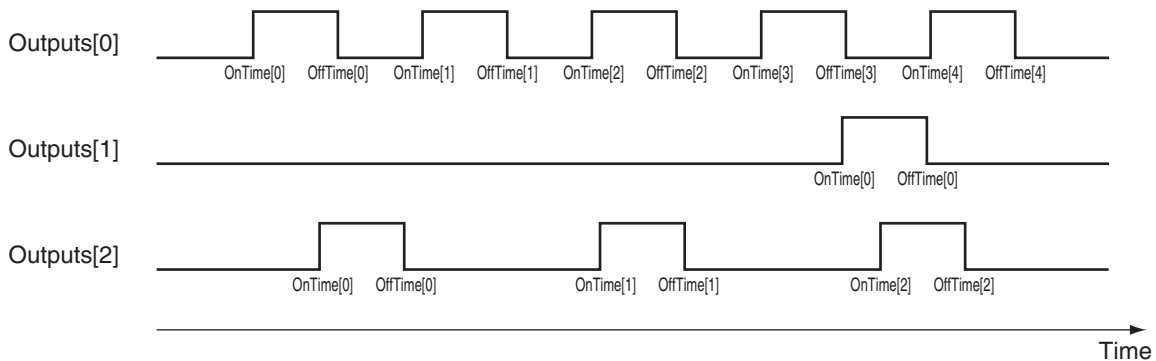 Outputs[0]
OnTime[0] OffTime[0] OnTime[1] OffTime[1] OnTime[2] OffTime[2] OnTime[3] OffTime[3] OnTime[4] OffTime[4]
Outputs[1]
OnTime[0] OffTime[0]
Outputs[2]
OnTime[0] OffTime[0] OnTime[1] OffTime[1] OnTime[2] OffTime[2]
Time